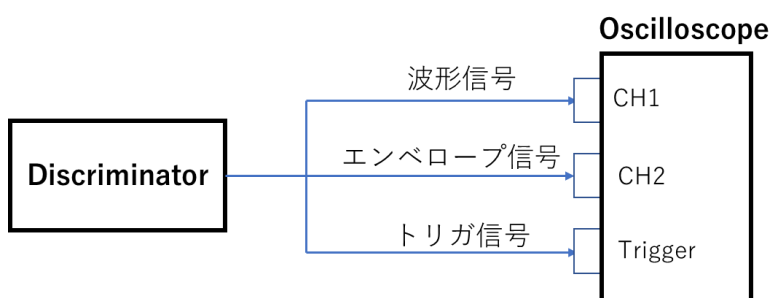 Oscilloscope
波形信号
CH1
Discriminator
エンベロープ信号
CH2
トリガ信号
Trigger